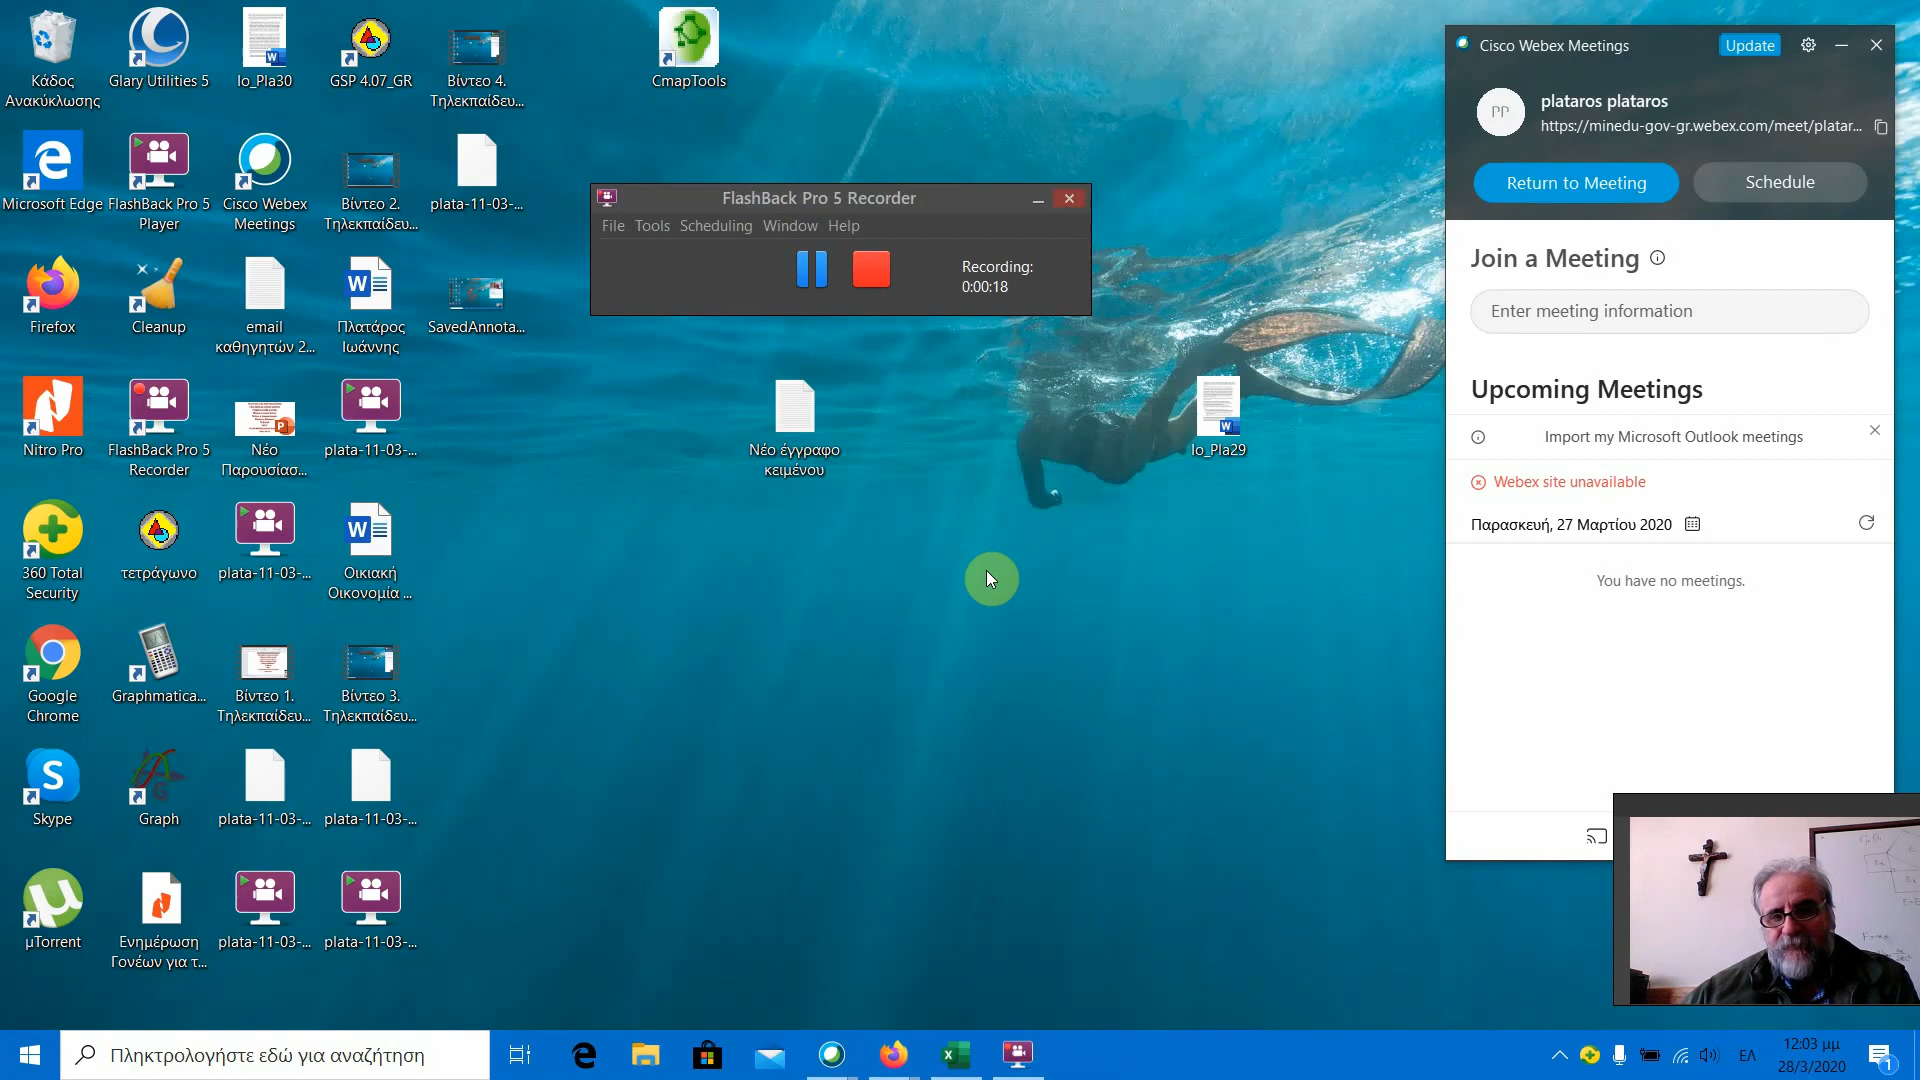 Κάδος
Ανακύκλωσης
Glary Utilities 5
Io_Pla30
GSP 4.07_GR
Βίντεο 4.
Τηλεκπαίδευ...
CmapTools
Microsoft Edge
FlashBack Pro 5
Player
Cisco Webex
Meetings
Βίντεο 2.
Τηλεκπαίδευ...
plata-11-03-...
Firefox
Cleanup
email
καθηγητών 2...
Πλατάρος
Ιωάννης
SavedAnnota...
Nitro Pro
FlashBack Pro 5
Recorder
Νέο
Παρουσίασ...
plata-11-03-...
Νέο έγγραφο
κειμένου
Io_Pla29
360 Total
Security
τετράγωνο
plata-11-03-...
Οικιακή
Οικονομία ...
Google
Chrome
Graphmatica...
Βίντεο 1.
Τηλεκπαίδευ...
Βίντεο 3.
Τηλεκπαίδευ...
Skype
Graph
plata-11-03-...
plata-11-03-...
µTorrent
Ενημέρωση
Γονέων για τ...
plata-11-03-...
plata-11-03-...
FlashBack Pro 5 Recorder
File Tools Scheduling Window Help
Recording:
0:00:18
Cisco Webex Meetings
Update
PP
plataros plataros
https://minedu-gov-gr.webex.com/meet/platar...
Return to Meeting
Schedule
Join a Meeting
Enter meeting information
Upcoming Meetings
Import my Microsoft Outlook meetings
Webex site unavailable
Παρασκευή, 27 Μαρτίου 2020
You have no meetings.
Πληκτρολογήστε εδώ για αναζήτηση
ΕΛ
12:03 μμ
28/3/2020
1